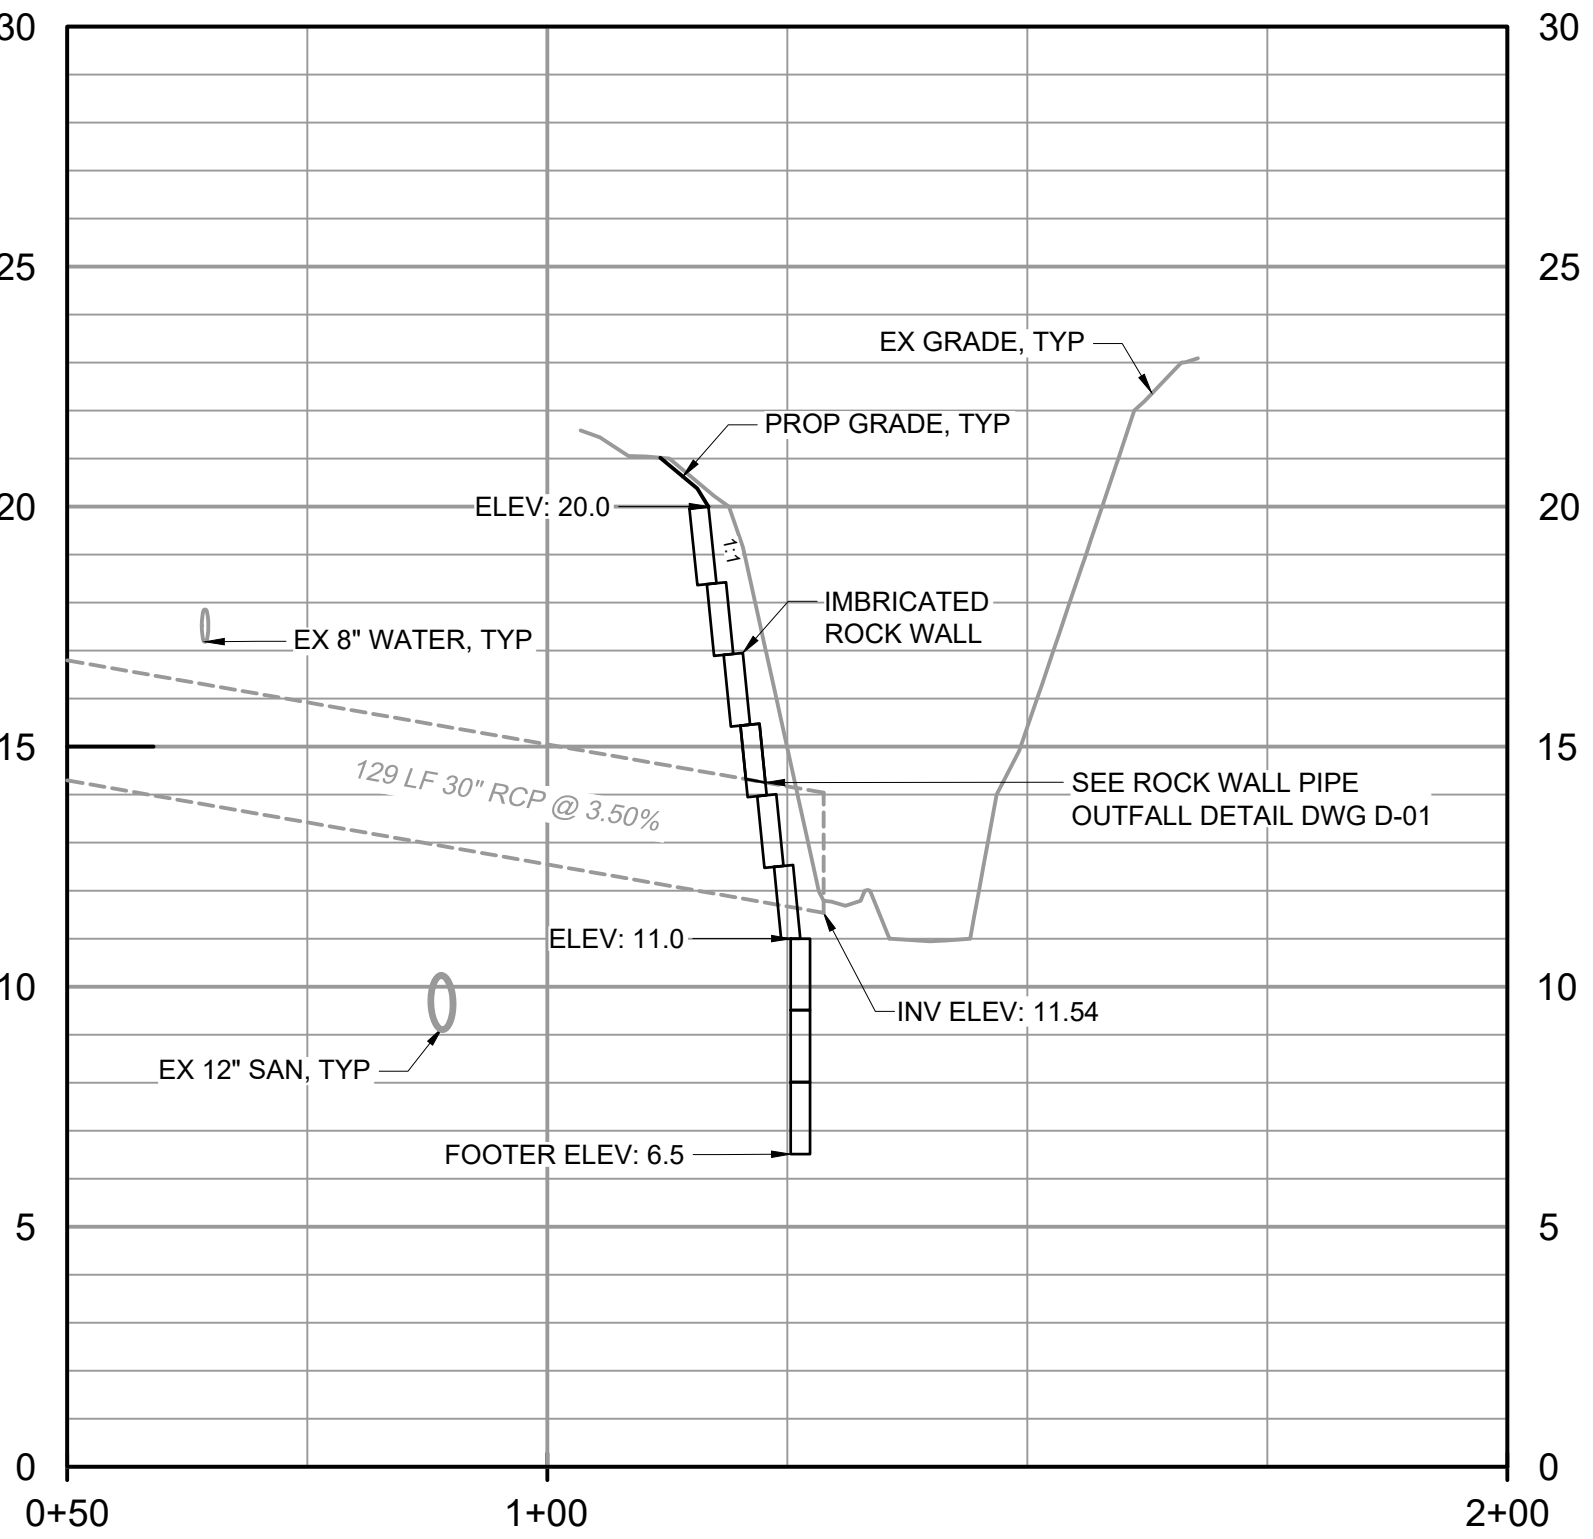 30
30
25
25
EX GRADE, TYP
PROP GRADE, TYP
ELEV: 20.0
20
20
1:1
IMBRICATED
ROCK WALL
EX 8" WATER, TYP
15
15
129 LF 30" RCP @ 3.50%
SEE ROCK WALL PIPE
OUTFALL DETAIL DWG D-01
ELEV: 11.0
10
10
INV ELEV: 11.54
EX 12" SAN, TYP
FOOTER ELEV: 6.5
5
5
0
0
0+50
1+00
2+00